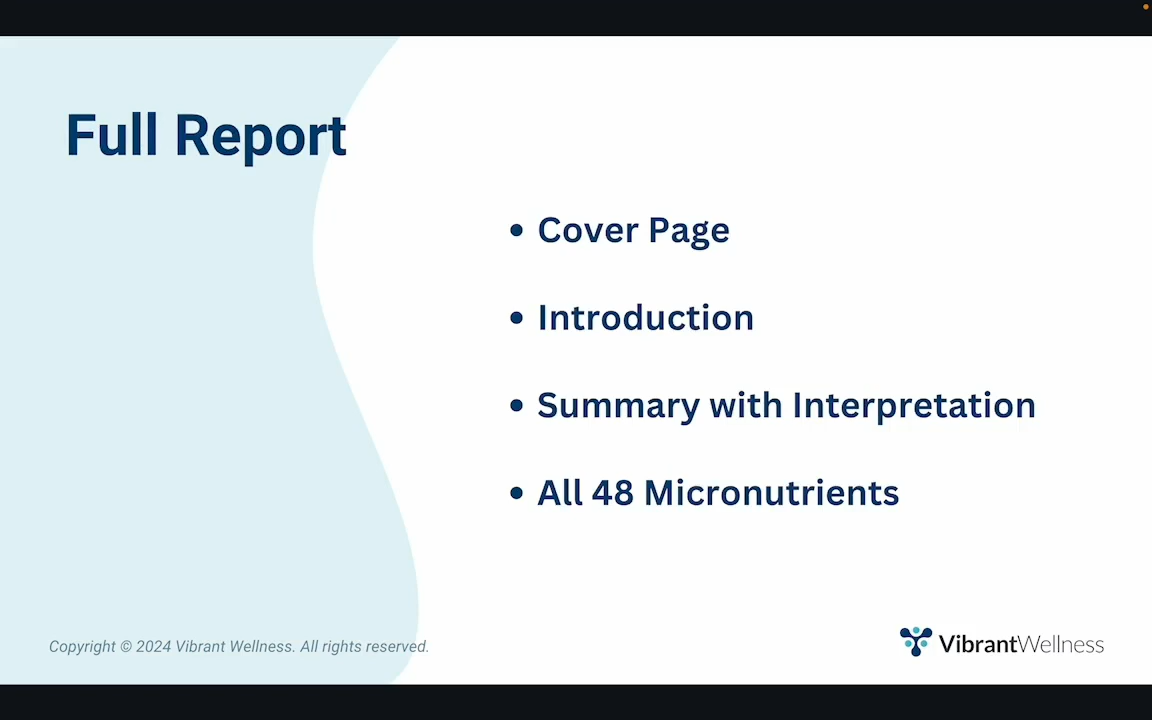 Full Report
• Cover Page
• Introduction
• Summary with Interpretation
• All 48 Micronutrients
Copyright © 2024 Vibrant Wellness. All rights reserved.
VibrantWellness